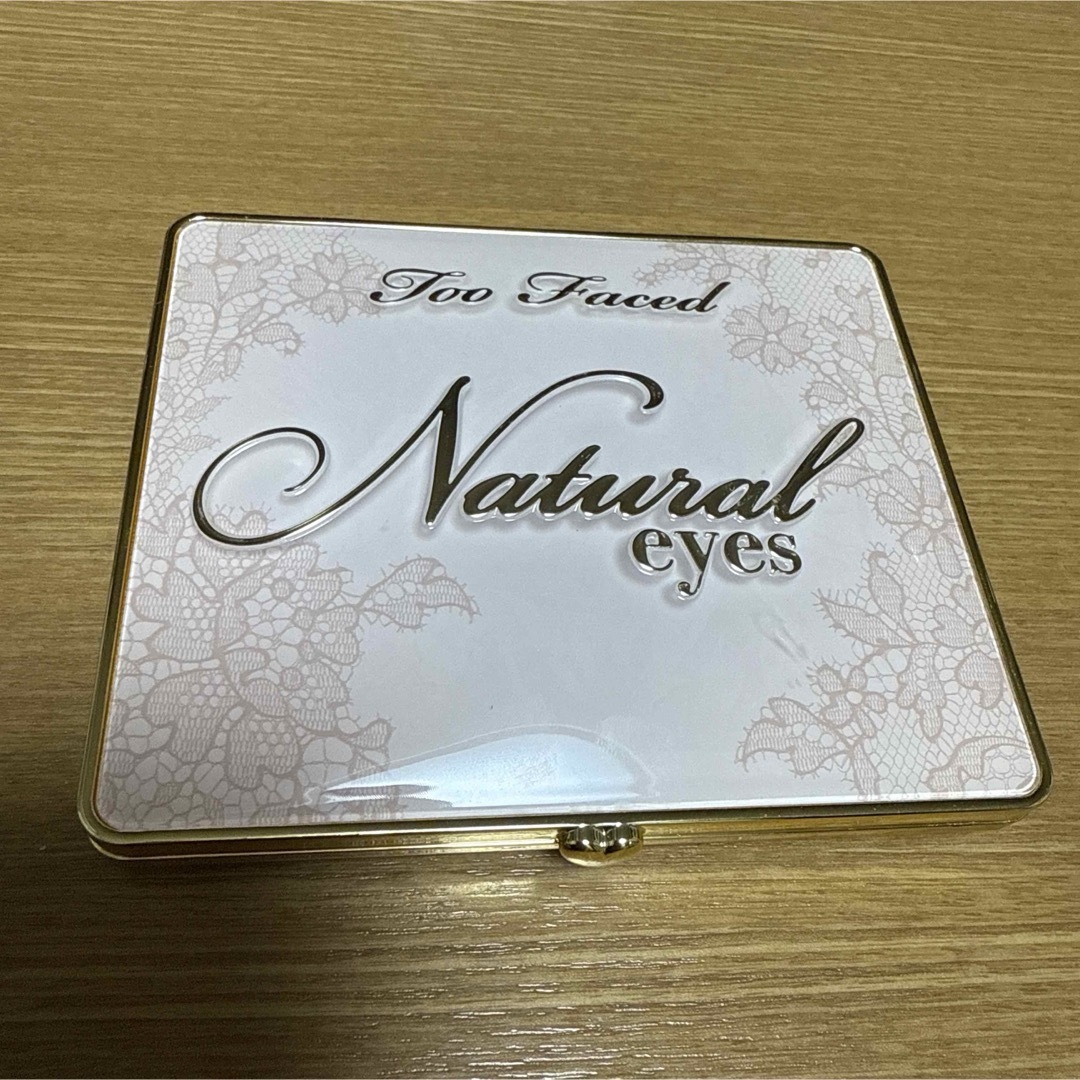 Too Faced
Natural
eyes